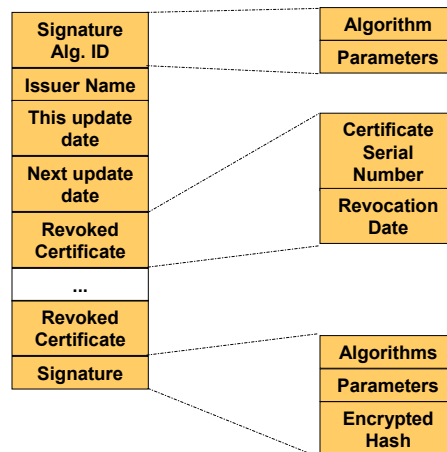 Signature
Alg. ID
Issuer Name
This update
date
Next update
date
Revoked
Certificate
...
Revoked
Certificate
Signature
Algorithm
Parameters
Certificate
Serial
Number
Revocation
Date
Algorithms
Parameters
Encrypted
Hash